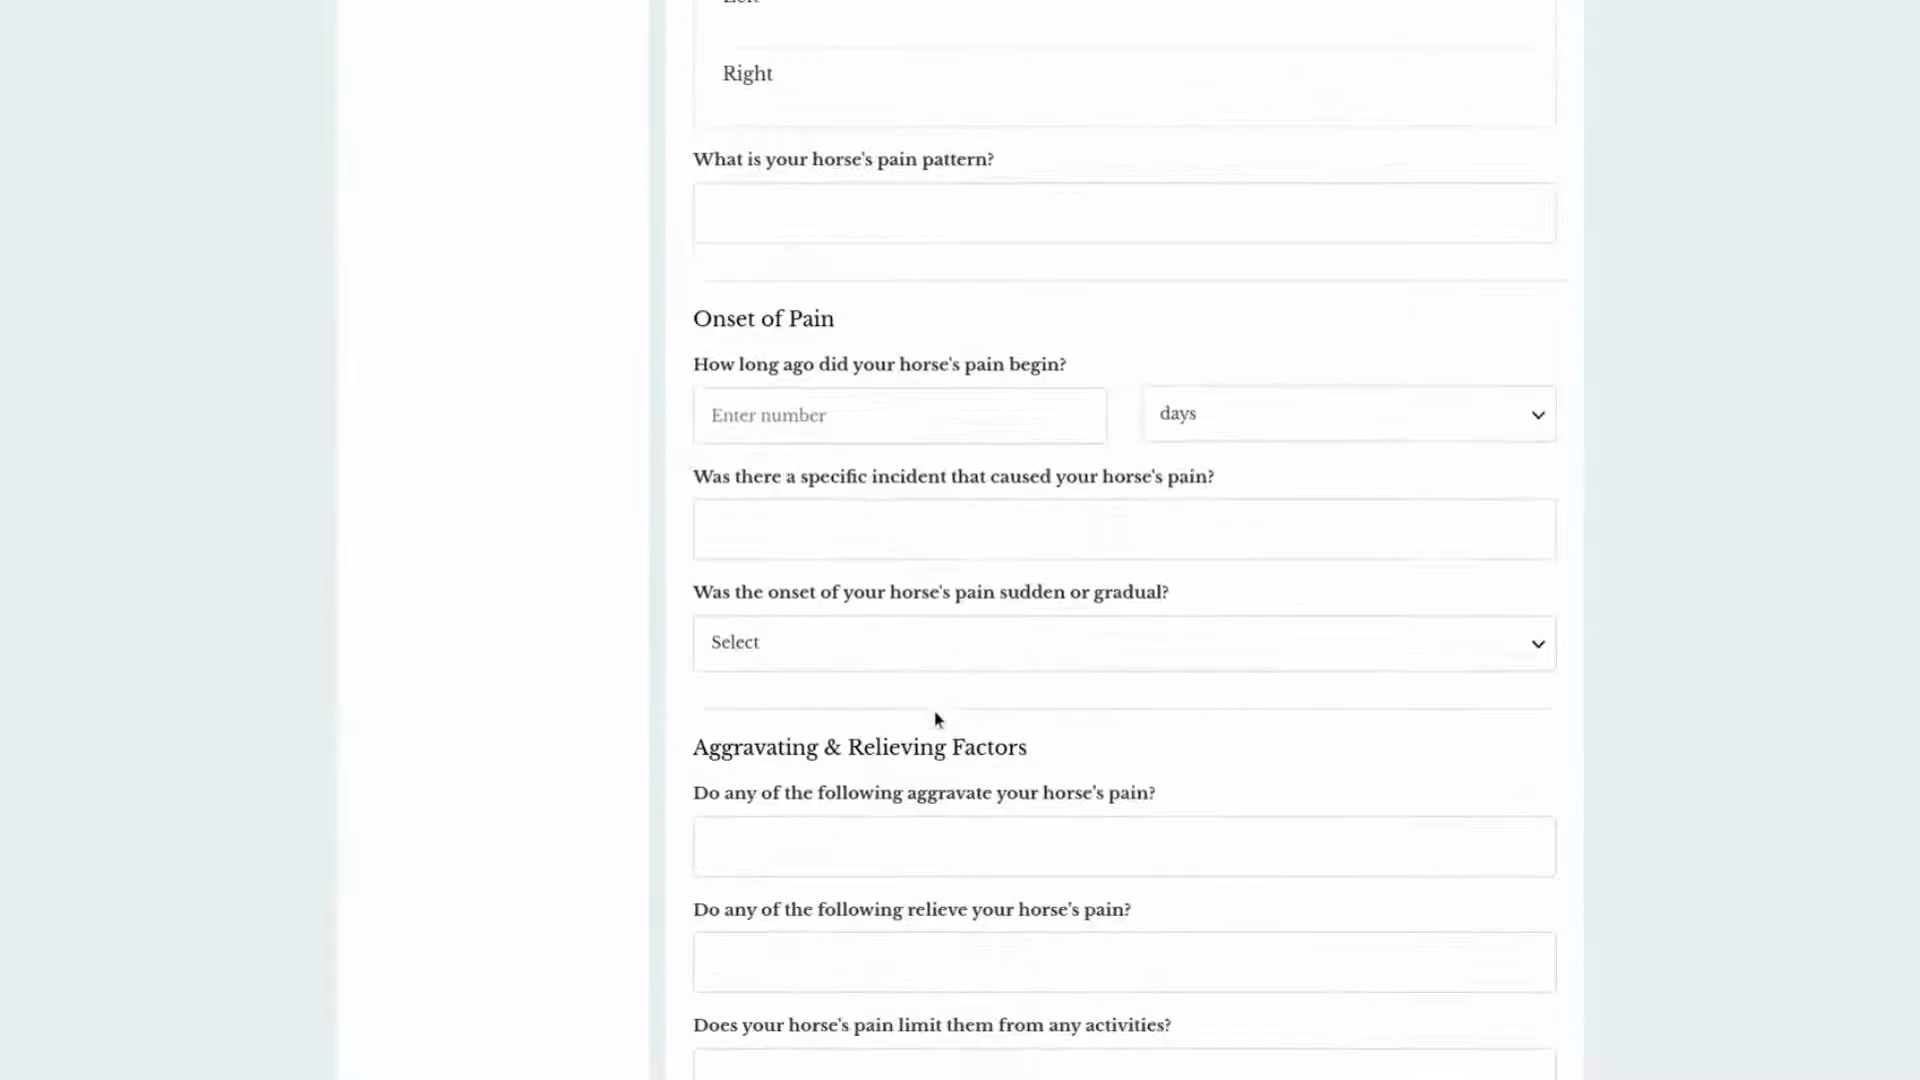 Right
What is your horse's pain pattern?
Onset of Pain
How long ago did your horse's pain begin?
Enter number
days
Was there a specific incident that caused your horse's pain?
Was the onset of your horse's pain sudden or gradual?
Select
Aggravating & Relieving Factors
Do any of the following aggravate your horse's pain?
Do any of the following relieve your horse's pain?
Does your horse's pain limit them from any activities?